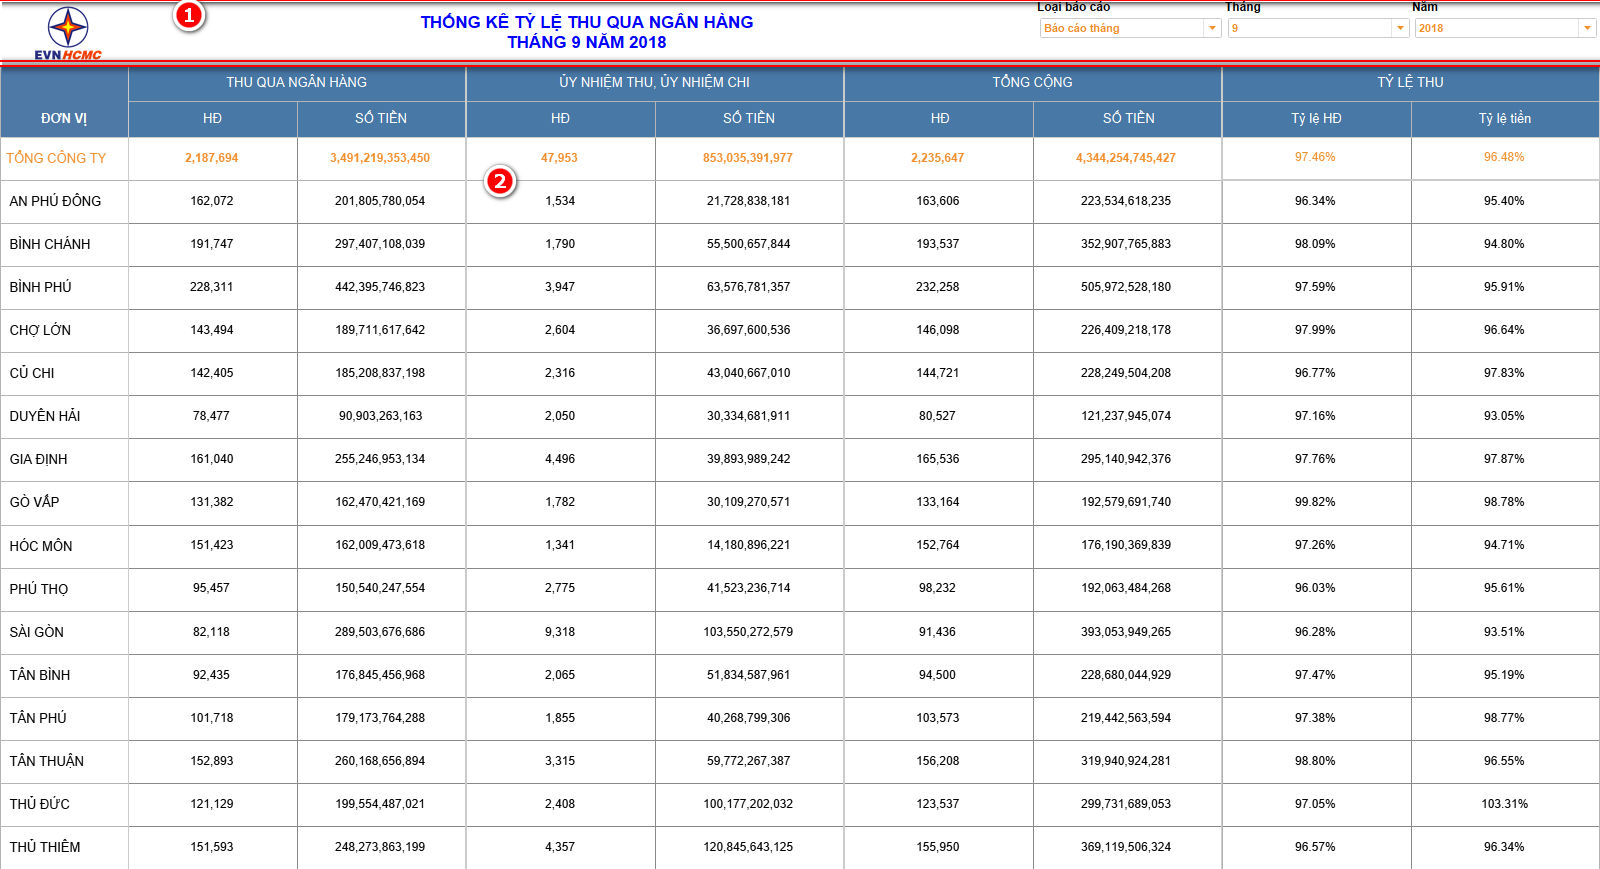 1
THỐNG KÊ TỶ LỆ THU QUA NGÂN HÀNG
THÁNG 9 NĂM 2018
Loại báo cáo Tháng Năm
Báo cáo tháng 9 2018
EVNHCMC
ĐƠN VỊ THU QUA NGÂN HÀNG ỦY NHIỆM THU, ỦY NHIỆM CHI TỔNG CỘNG TỶ LỆ THU
HĐ SỐ TIỀN HĐ SỐ TIỀN HĐ SỐ TIỀN Tỷ lệ HĐ Tỷ lệ tiền
TỔNG CÔNG TY 2,187,694 3,491,219,353,450 47,953 853,035,391,977 2,235,647 4,344,254,745,427 97.46% 96.48%
2
AN PHÚ ĐÔNG 162,072 201,805,780,054 1,534 21,728,838,181 163,606 223,534,618,235 96.34% 95.40%
BÌNH CHÁNH 191,747 297,407,108,039 1,790 55,500,657,844 193,537 352,907,765,883 98.09% 94.80%
BÌNH PHÚ 228,311 442,395,746,823 3,947 63,576,781,357 232,258 505,972,528,180 97.59% 95.91%
CHỢ LỚN 143,494 189,711,617,642 2,604 36,697,600,536 146,098 226,409,218,178 97.99% 96.64%
CỦ CHI 142,405 185,208,837,198 2,316 43,040,667,010 144,721 228,249,504,208 96.77% 97.83%
DUYÊN HẢI 78,477 90,903,263,163 2,050 30,334,681,911 80,527 121,237,945,074 97.16% 93.05%
GIA ĐỊNH 161,040 255,246,953,134 4,496 39,893,989,242 165,536 295,140,942,376 97.76% 97.87%
GÒ VẤP 131,382 162,470,421,169 1,782 30,109,270,571 133,164 192,579,691,740 99.82% 98.78%
HÓC MÔN 151,423 162,009,473,618 1,341 14,180,896,221 152,764 176,190,369,839 97.26% 94.71%
PHÚ THỌ 95,457 150,540,247,554 2,775 41,523,236,714 98,232 192,063,484,268 96.03% 95.61%
SÀI GÒN 82,118 289,503,676,686 9,318 103,550,272,579 91,436 393,053,949,265 96.28% 93.51%
TÂN BÌNH 92,435 176,845,456,968 2,065 51,834,587,961 94,500 228,680,044,929 97.47% 95.19%
TÂN PHÚ 101,718 179,173,764,288 1,855 40,268,799,306 103,573 219,442,563,594 97.38% 98.77%
TÂN THUẬN 152,893 260,168,656,894 3,315 59,772,267,387 156,208 319,940,924,281 98.80% 96.55%
THỦ ĐỨC 121,129 199,554,487,021 2,408 100,177,202,032 123,537 299,731,689,053 97.05% 103.31%
THỦ THIÊM 151,593 248,273,863,199 4,357 120,845,643,125 155,950 369,119,506,324 96.57% 96.34%